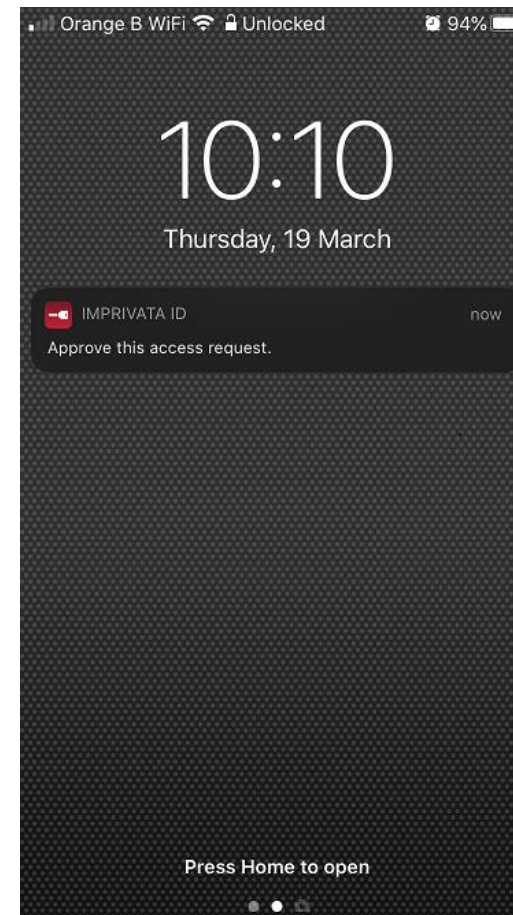 Orange B WiFi Unlocked 94%
10:10
Thursday, 19 March
IMPRIVATA ID now
Approve this access request.
Press Home to open